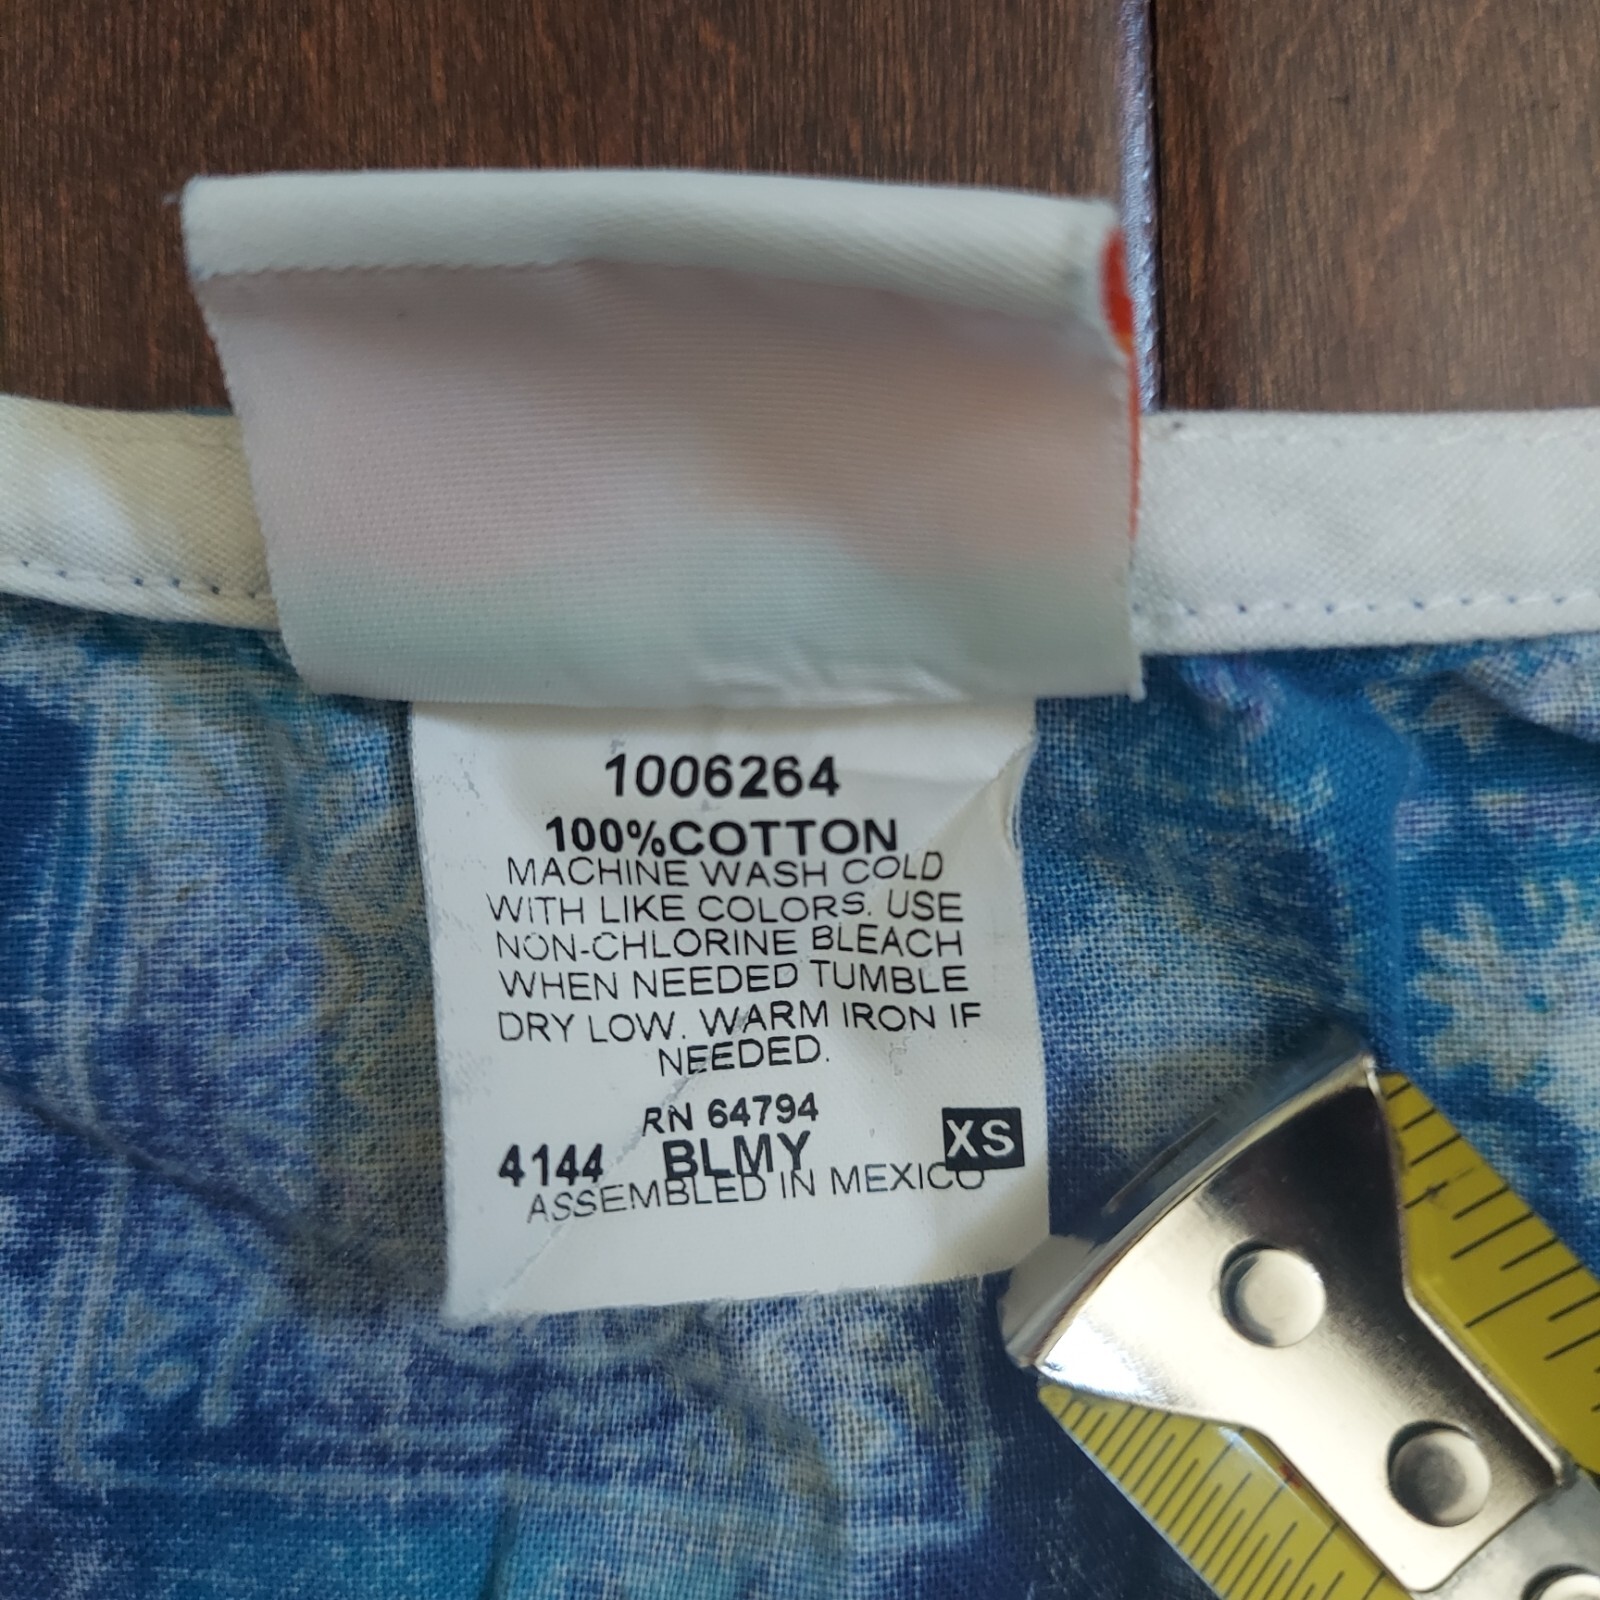 1006264
100%COTTON
MACHINE WASH COLD
WITH LIKE COLORS. USE
NON-CHLORINE BLEACH
WHEN NEEDED TUMBLE
DRY LOW. WARM IRON IF
NEEDED.
RN 64794
4144 BLMY XS
ASSEMBLED IN MEXICO